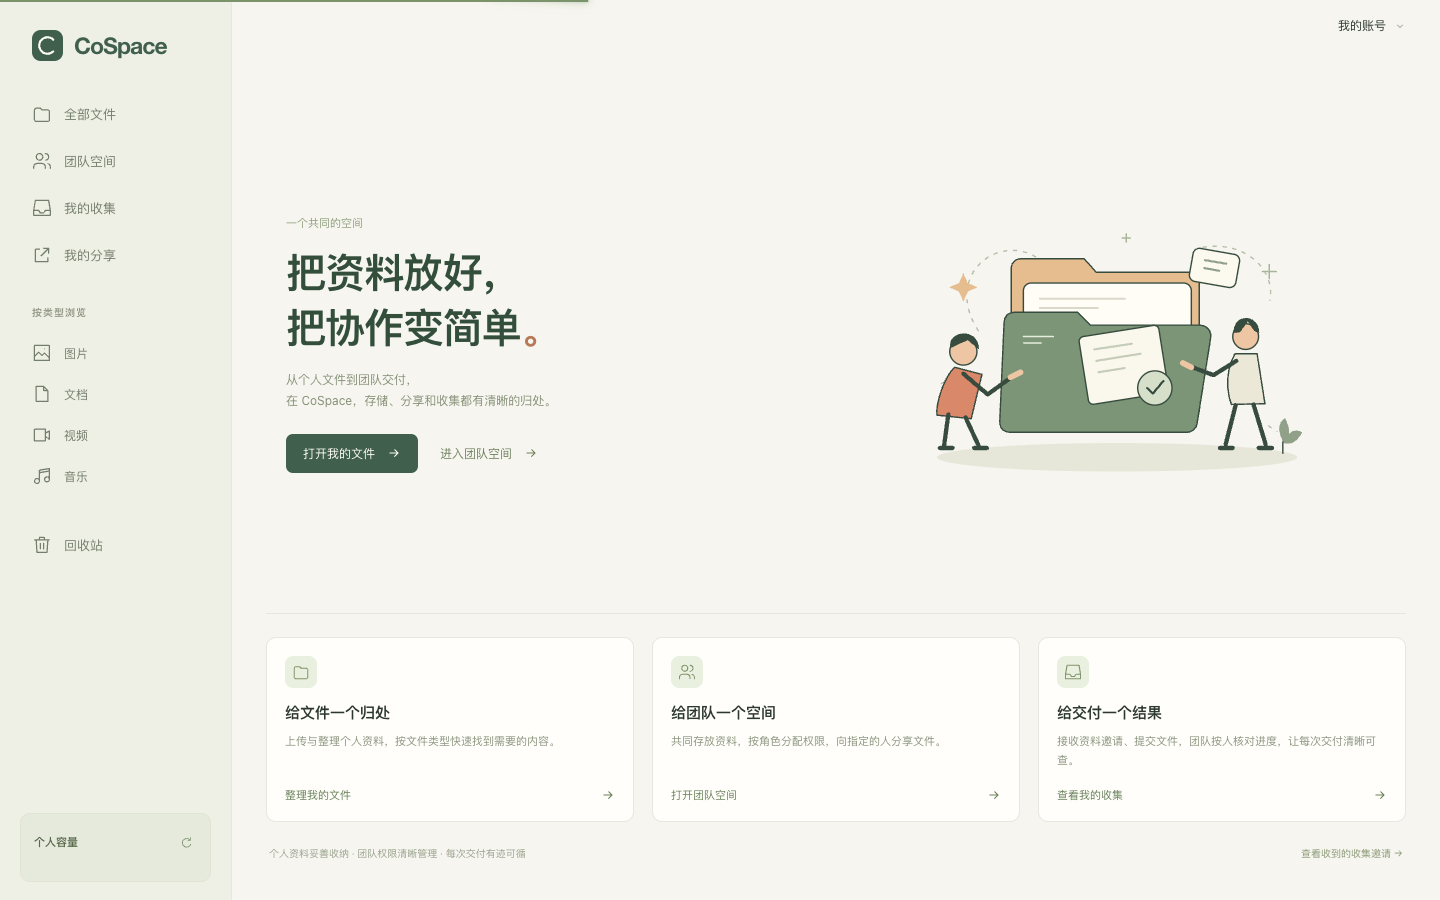 CoSpace
我的账号
全部文件
团队空间
我的收集
我的分享
按类型浏览
图片
文档
视频
音乐
回收站
个人容量
一个共同的空间
把资料放好，
把协作变简单。
从个人文件到团队交付，
在 CoSpace，存储、分享和收集都有清晰的归处。
打开我的文件 →
进入团队空间 →
给文件一个归处
上传与整理个人资料，按文件类型快速找到需要的内容。
整理我的文件 →
给团队一个空间
共同存放资料，按角色分配权限，向指定的人分享文件。
打开团队空间 →
给交付一个结果
接收资料邀请、提交文件，团队按人核对进度，让每次交付清晰可
查。
查看我的收集 →
个人资料妥善收纳 · 团队权限清晰管理 · 每次交付有迹可循
查看收到的收集邀请 →